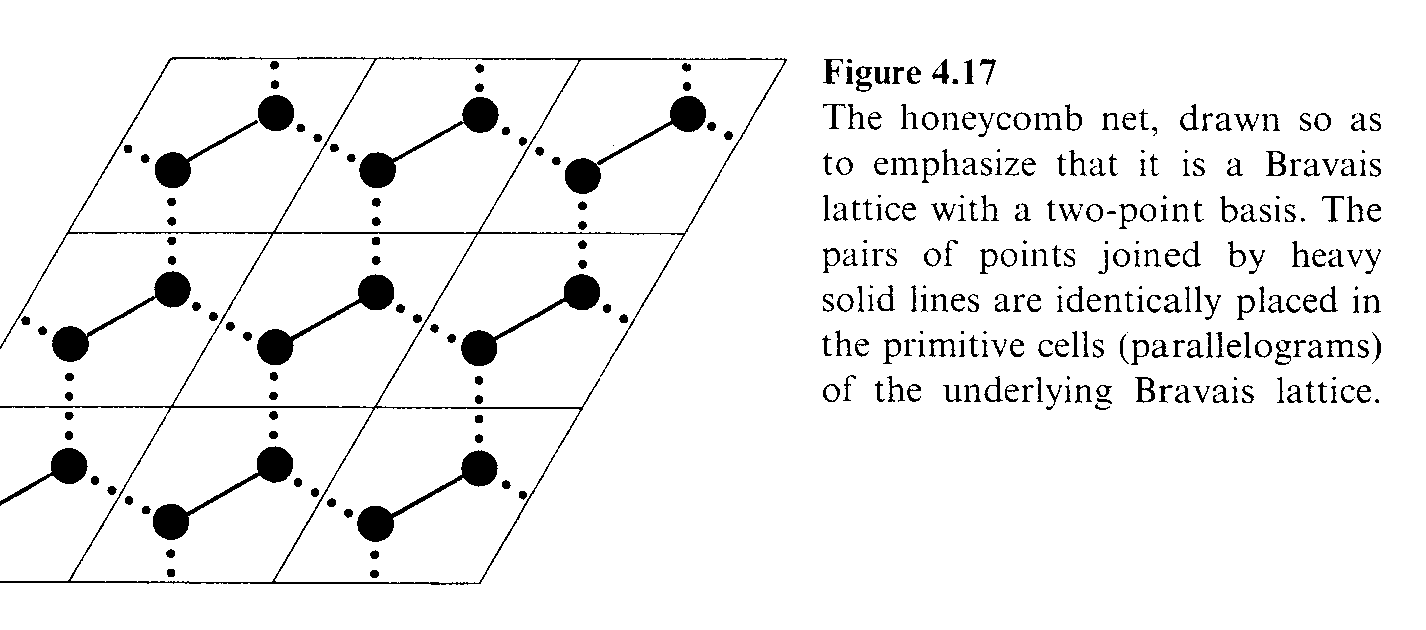 Figure 4.17
The honeycomb net, drawn so as
to emphasize that it is a Bravais
lattice with a two-point basis. The
pairs of points joined by heavy
solid lines are identically placed in
the primitive cells (parallelograms)
of the underlying Bravais lattice.